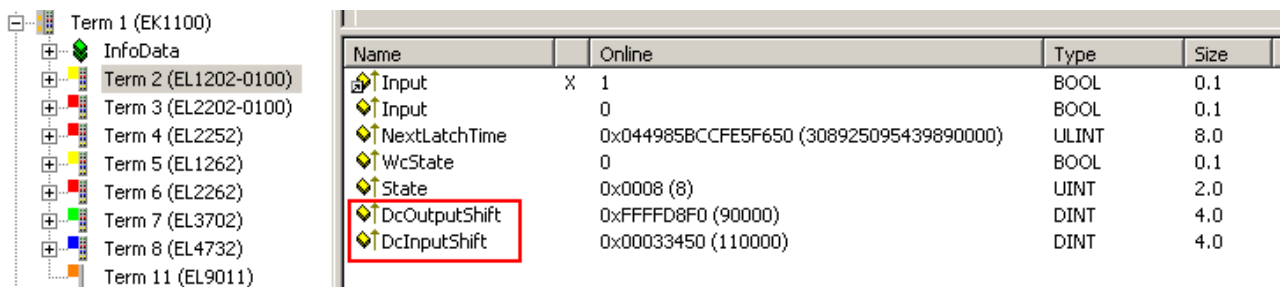 Term 1 (EK1100)
InfoData
Term 2 (EL1202-0100)
Term 3 (EL2202-0100)
Term 4 (EL2252)
Term 5 (EL1262)
Term 6 (EL2262)
Term 7 (EL3702)
Term 8 (EL4732)
Term 11 (EL9011)
Name Online Type Size
Input X 1 BOOL 0.1
Input 0 BOOL 0.1
NextLatchTime 0x044985BCCFE5F650 (308925095439890000) ULINT 8.0
WcState 0 BOOL 0.1
State 0x0008 (8) UINT 2.0
DcOutputShift 0xFFFFD8F0 (90000) DINT 4.0
DcInputShift 0x00033450 (110000) DINT 4.0